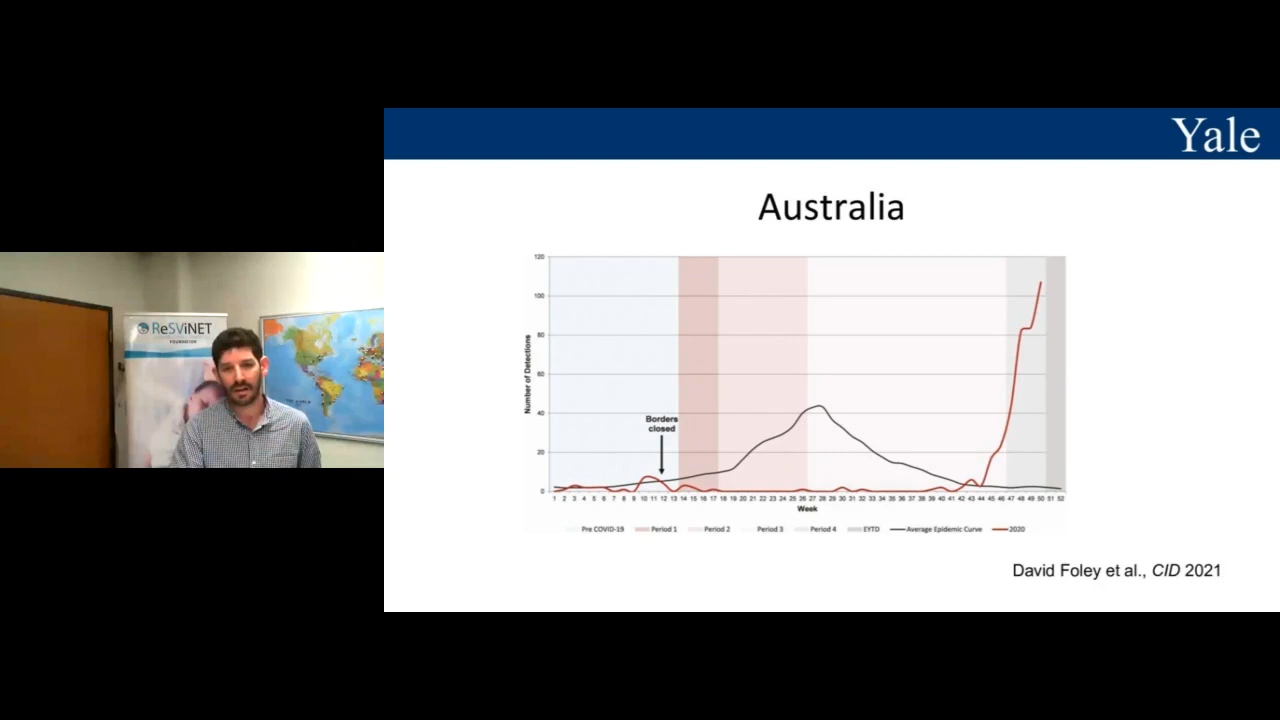 Yale
Australia
ReSViNET
FOUNDATION
THE WORLD
120
100
80
60
40
20
0
Number of Detections
Borders
closed
1 2 3 4 5 6 7 8 9 10 11 12 13 14 15 16 17 18 19 20 21 22 23 24 25 26 27 28 29 30 31 32 33 34 35 36 37 38 39 40 41 42 43 44 45 46 47 48 49 50 51 52
Week
Pre COVID-19 Period 1 Period 2 Period 3 Period 4 EYTD Average Epidemic Curve 2020
David Foley et al., CID 2021